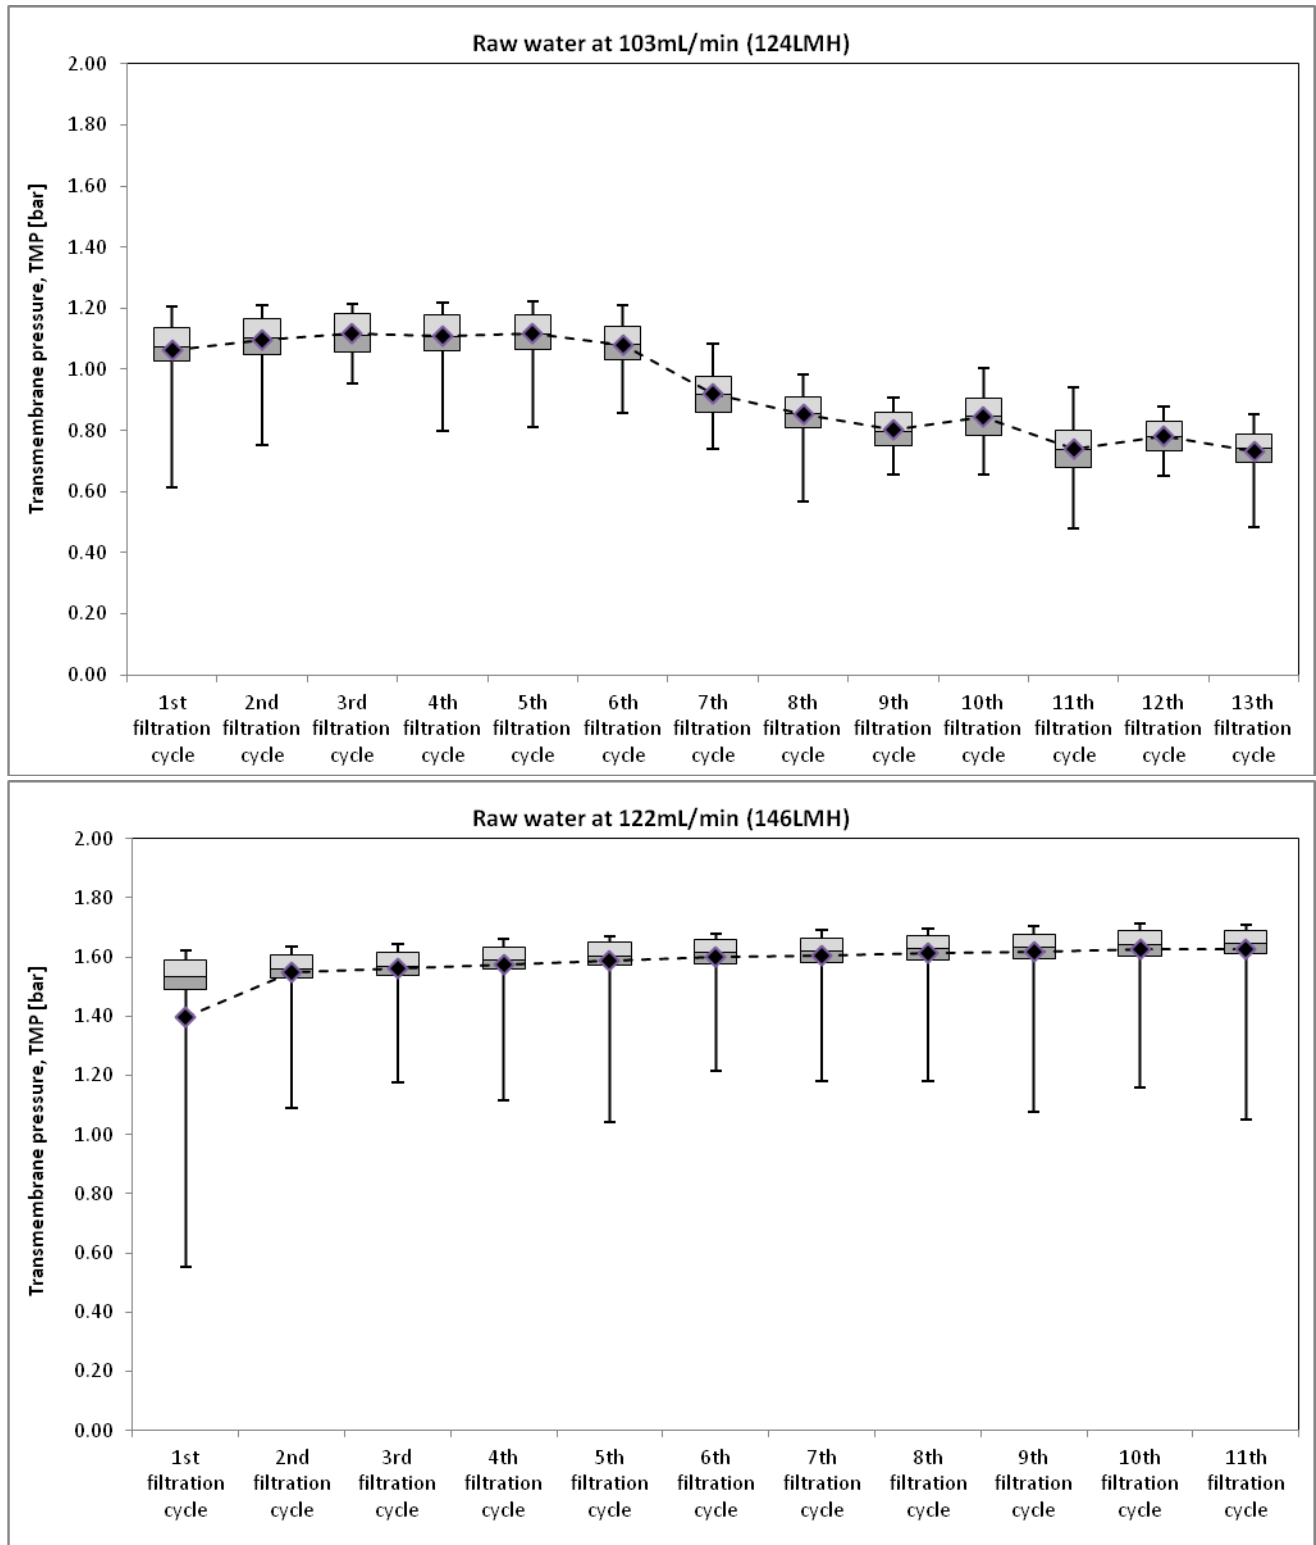 Raw water at 103mL/min (124LMH)
Transmembrane pressure, TMP [bar]
2.00
1.80
1.60
1.40
1.20
1.00
0.80
0.60
0.40
0.20
0.00
1st 2nd 3rd 4th 5th 6th 7th 8th 9th 10th 11th 12th 13th
filtration filtration filtration filtration filtration filtration filtration filtration filtration filtration filtration filtration filtration
cycle cycle cycle cycle cycle cycle cycle cycle cycle cycle cycle cycle cycle
Raw water at 122mL/min (146LMH)
Transmembrane pressure, TMP [bar]
2.00
1.80
1.60
1.40
1.20
1.00
0.80
0.60
0.40
0.20
0.00
1st 2nd 3rd 4th 5th 6th 7th 8th 9th 10th 11th
filtration filtration filtration filtration filtration filtration filtration filtration filtration filtration filtration
cycle cycle cycle cycle cycle cycle cycle cycle cycle cycle cycle